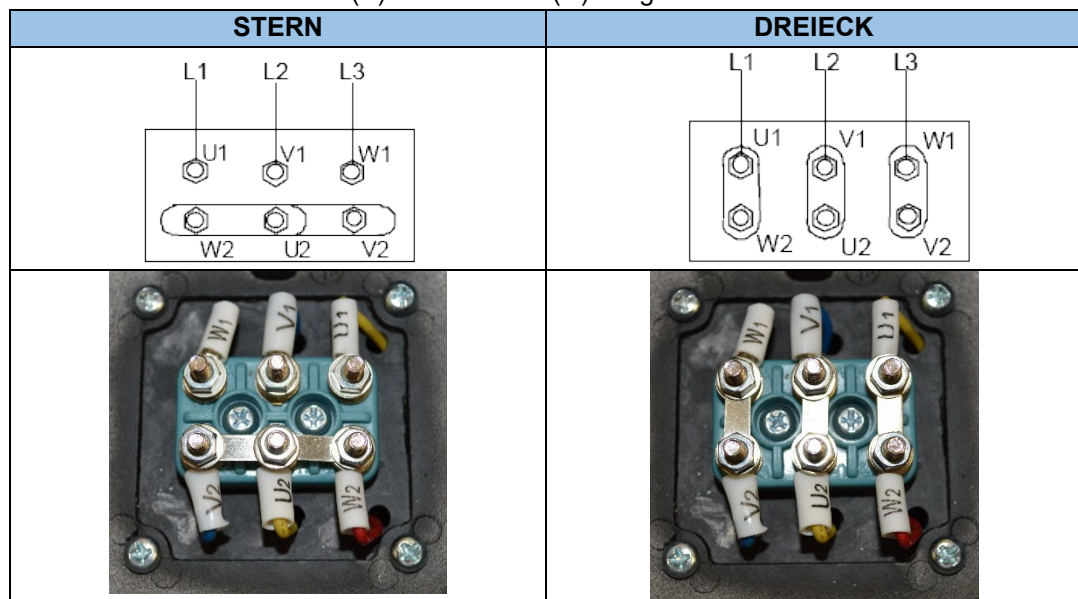 STERN
DREIECK
L1 L2 L3
U1 V1 W1
W2 U2 V2
L1 L2 L3
U1 V1 W1
W2 U2 V2
W1 V1 U1
V2 U2 W2
W1 V1 U1
V2 U2 W2